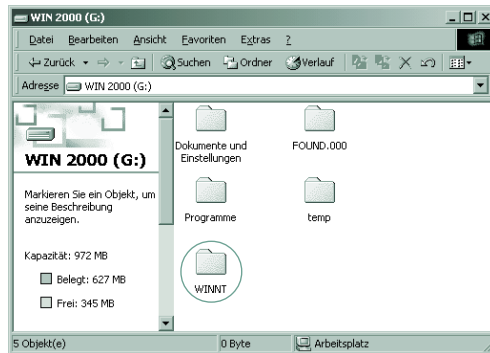 WIN 2000 (G:)
Datei Bearbeiten Ansicht Favoriten Extras ?
Zurück Suchen Ordner Verlauf
Adresse WIN 2000 (G:)
WIN 2000 (G:)
Markieren Sie ein Objekt, um
seine Beschreibung
anzuzeigen.
Kapazität: 972 MB
Belegt: 627 MB
Frei: 345 MB
Dokumente und
Einstellungen
FOUND.000
Programme
temp
WINNT
5 Objekt(e) 0 Byte Arbeitsplatz